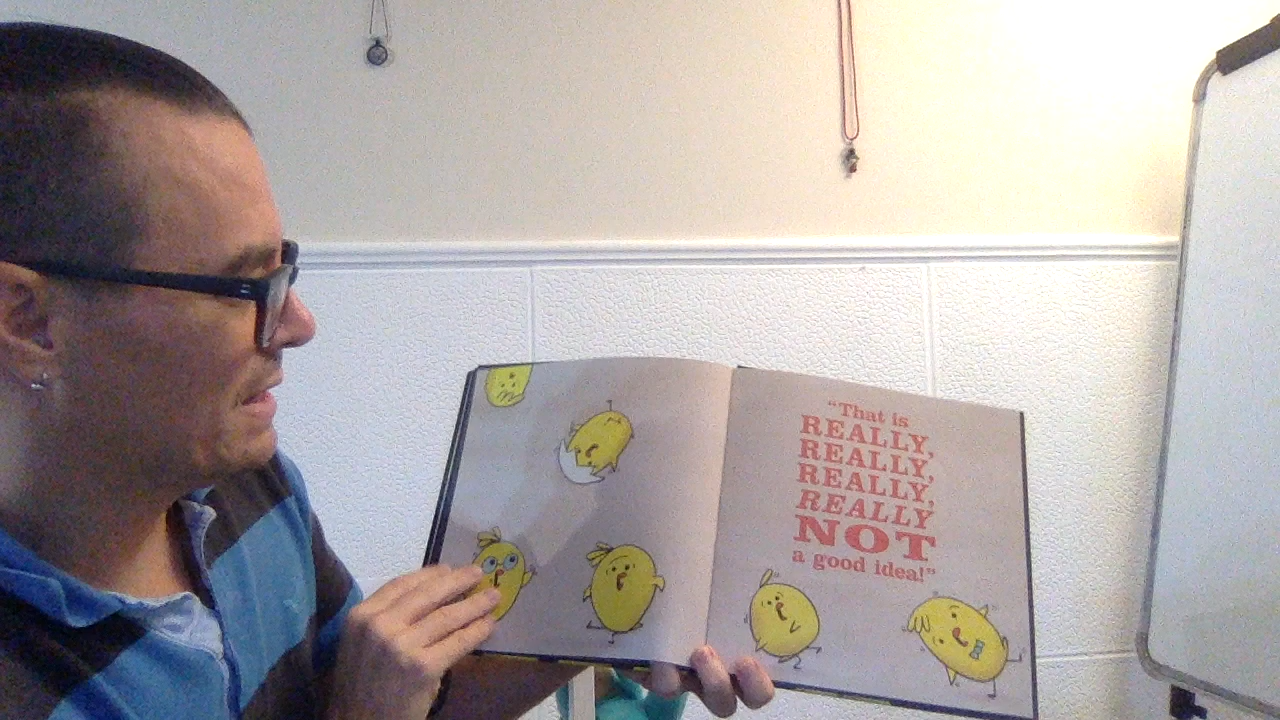 “That is
REALLY,
REALLY,
REALLY,
REALLY
NOT
a good idea!”